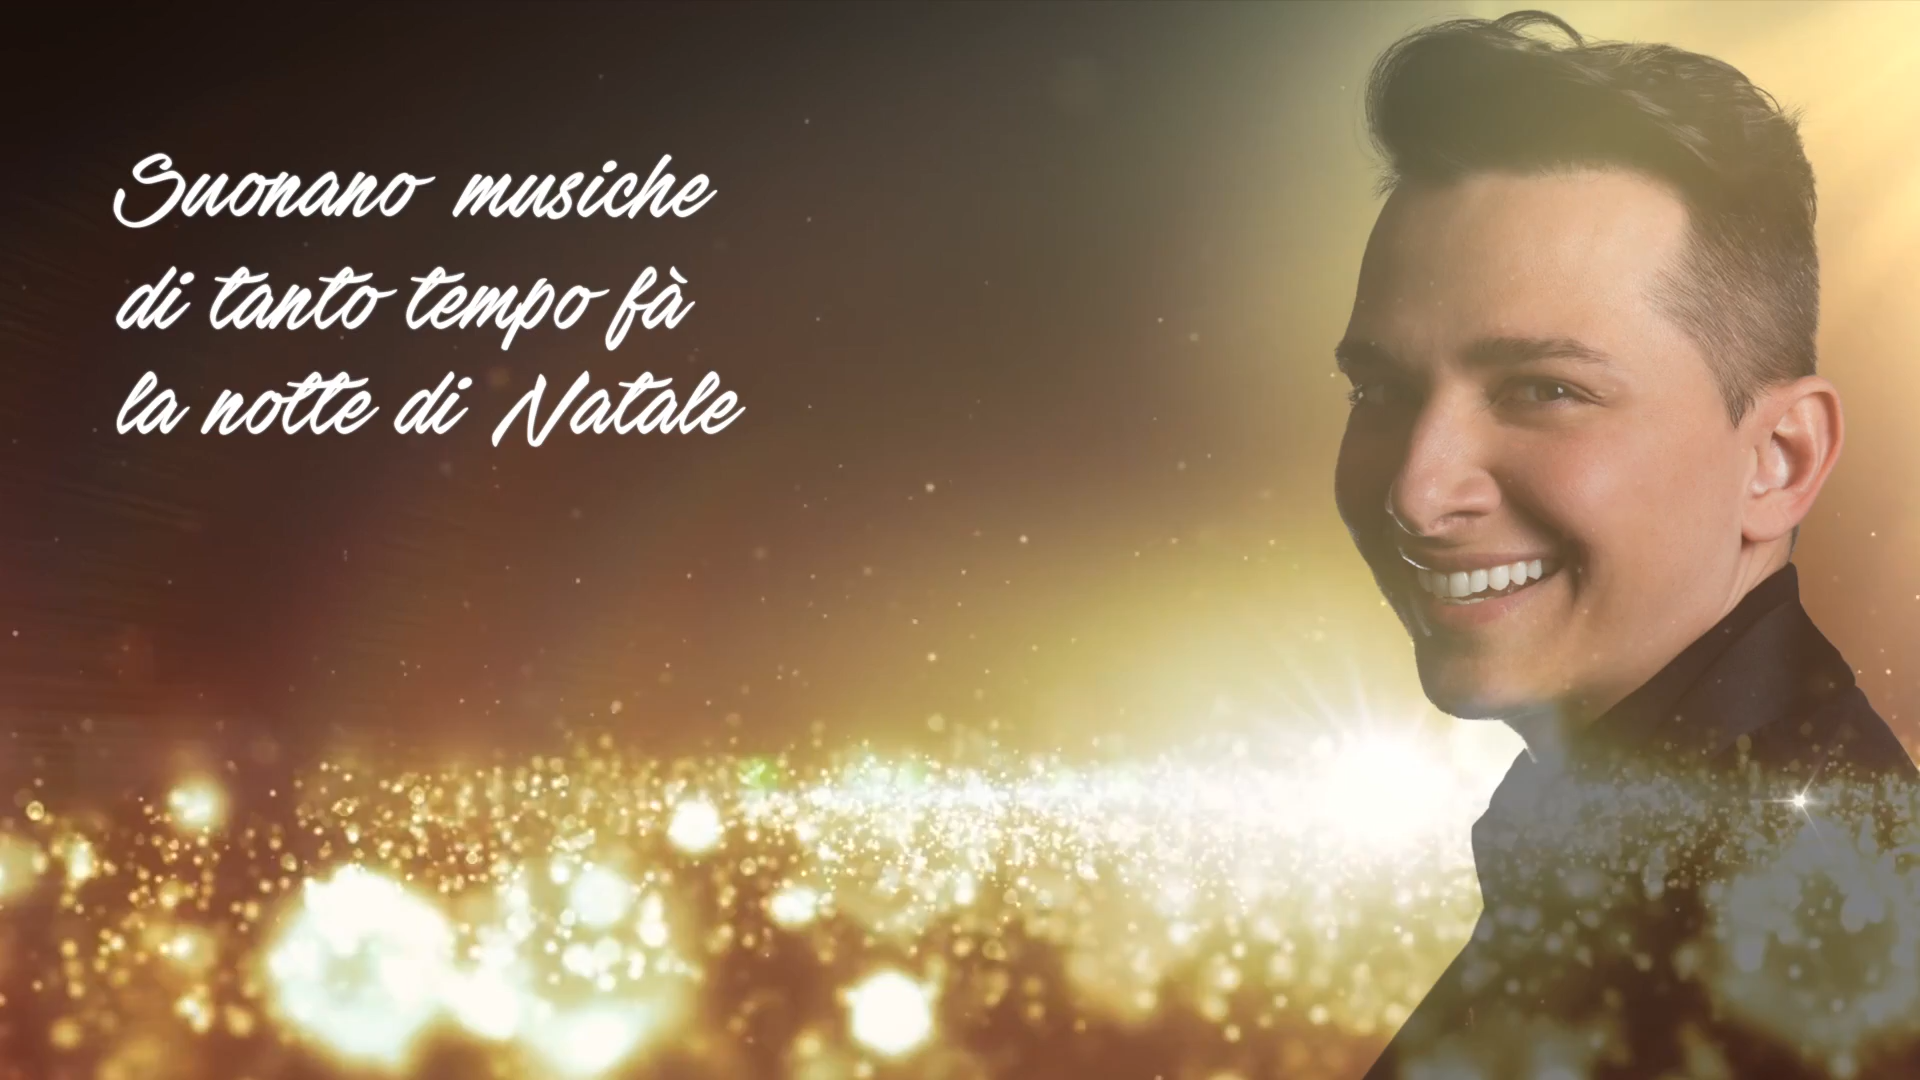 Suonano musiche
di tanto tempo fà
la notte di Natale